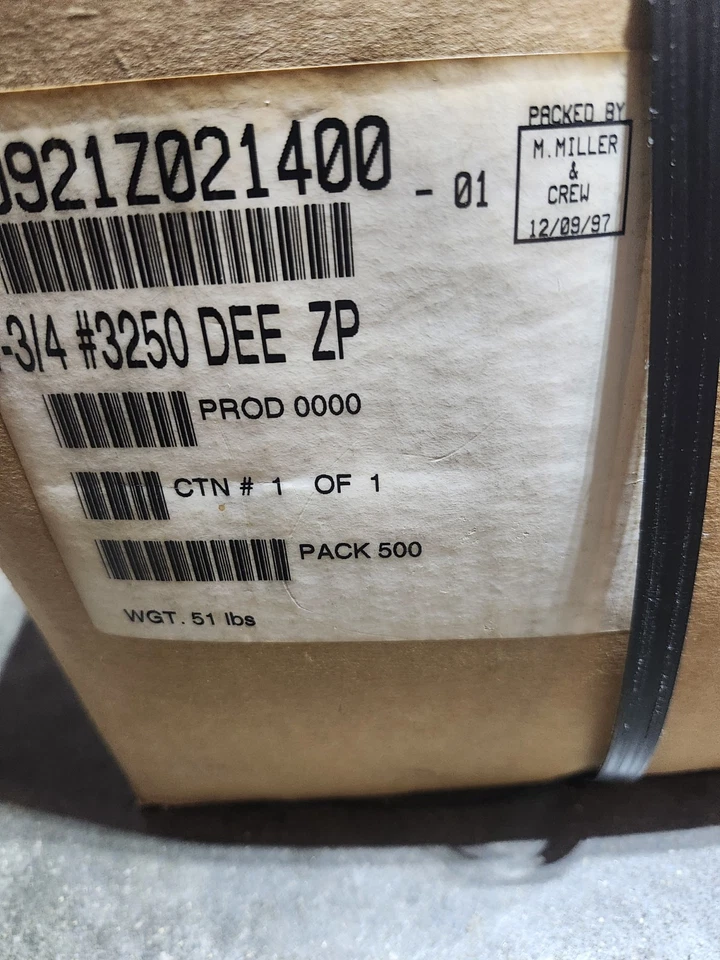 0921Z021400 - 01
PACKED BY
M.MILLER
&
CREW
12/09/97
-3/4 #3250 DEE ZP
PROD 0000
CTN # 1 OF 1
PACK 500
WGT. 51 lbs